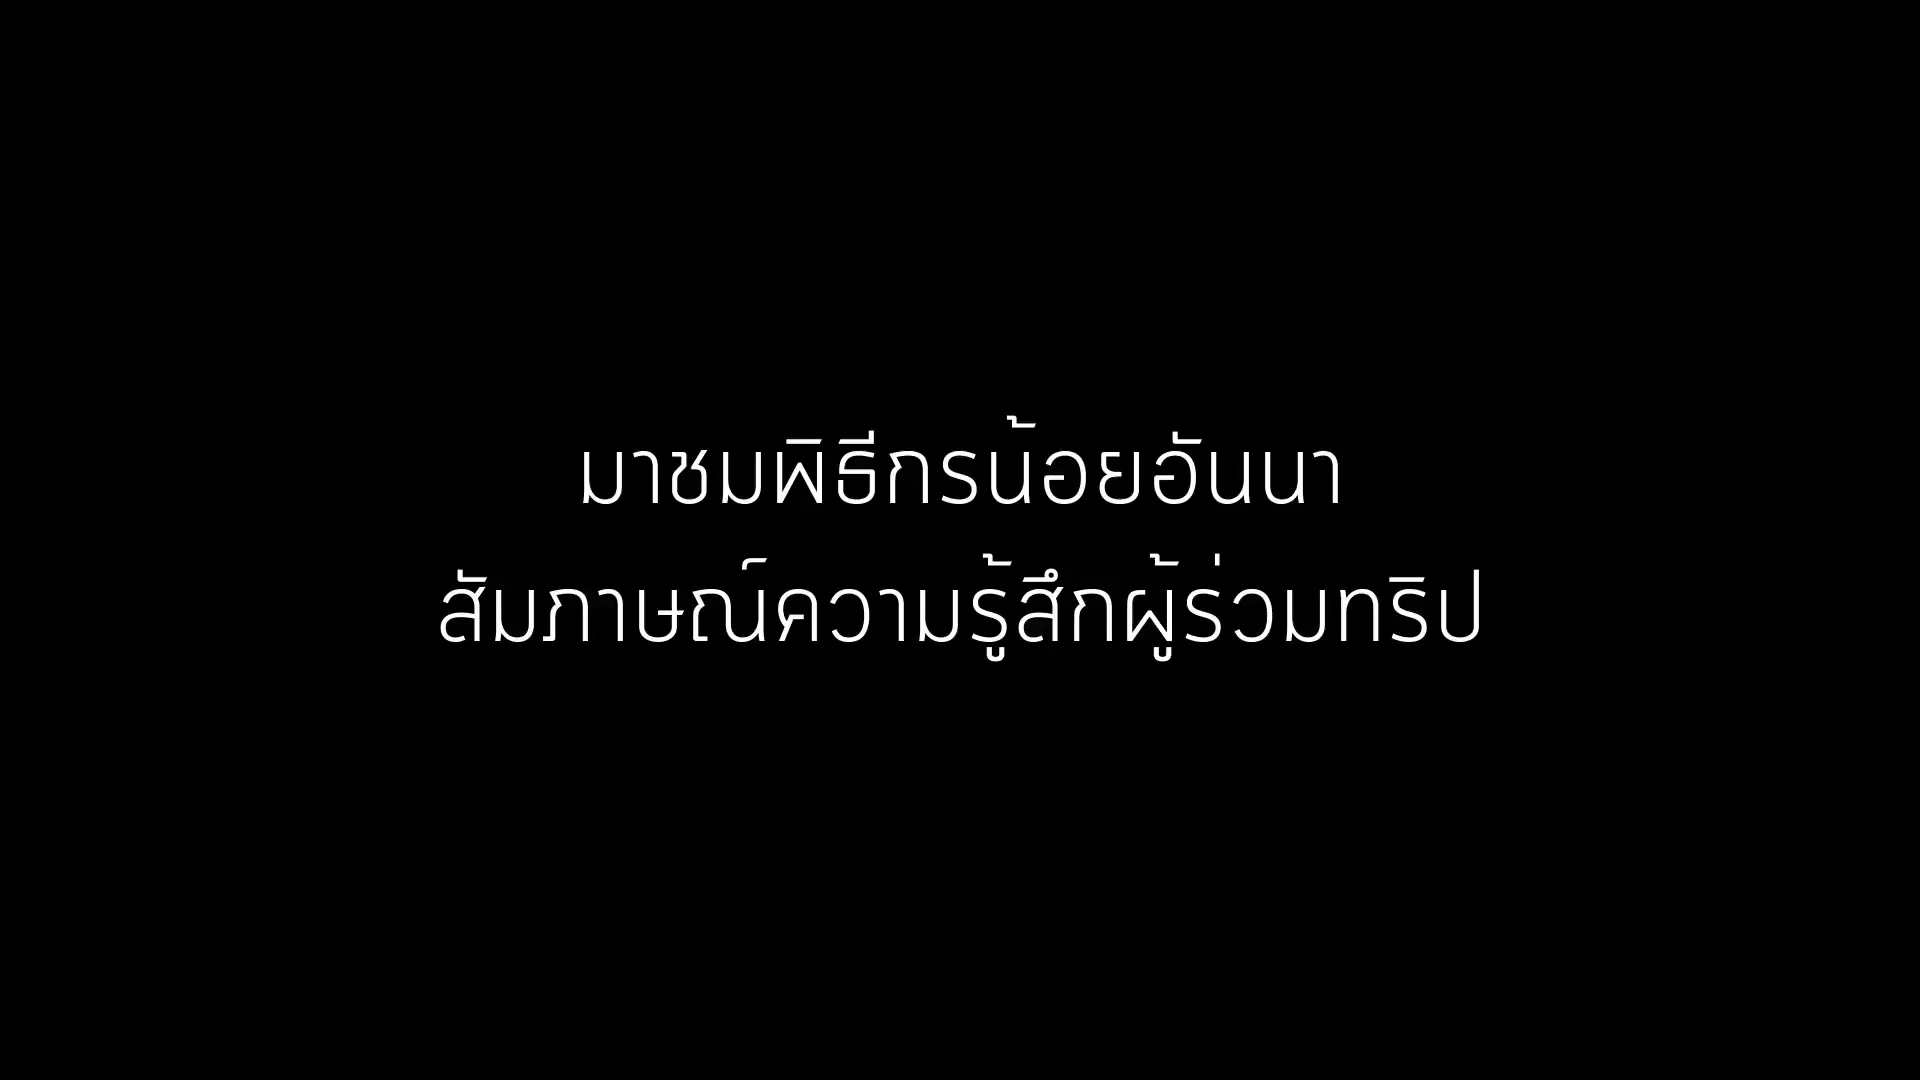 มาชมพิธีกรน้อยอันนา
สัมภาษณ์ความรู้สึกผู้ร่วมทริป